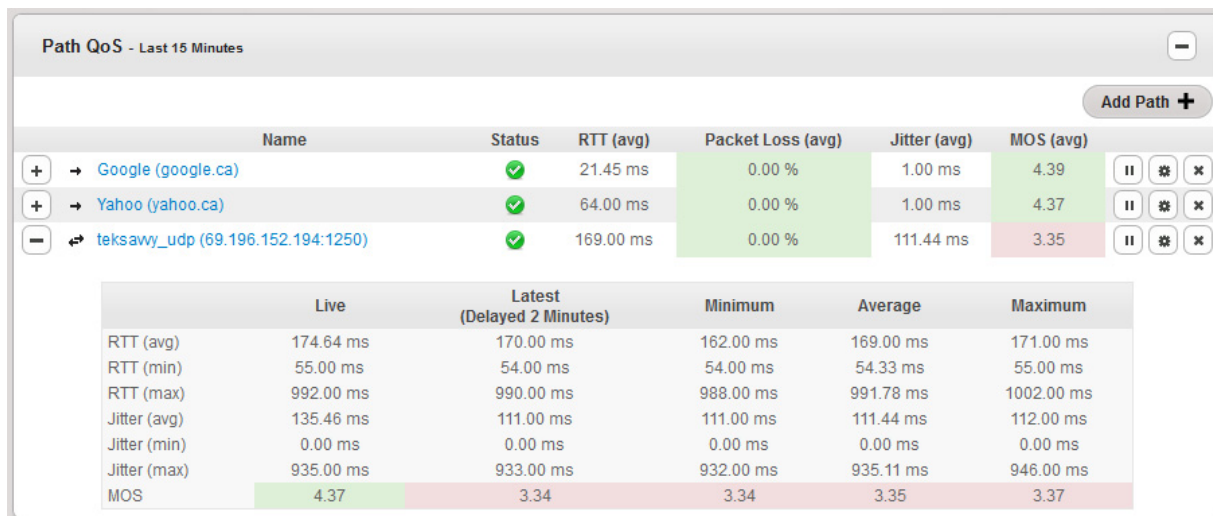 Path QoS - Last 15 Minutes
Add Path
Name Status RTT (avg) Packet Loss (avg) Jitter (avg) MOS (avg)
Google (google.ca) 21.45 ms 0.00 % 1.00 ms 4.39
Yahoo (yahoo.ca) 64.00 ms 0.00 % 1.00 ms 4.37
teksavvy_udp (69.196.152.194:1250) 169.00 ms 0.00 % 111.44 ms 3.35
Live Latest (Delayed 2 Minutes) Minimum Average Maximum
RTT (avg) 174.64 ms 170.00 ms 162.00 ms 169.00 ms 171.00 ms
RTT (min) 55.00 ms 54.00 ms 54.00 ms 54.33 ms 55.00 ms
RTT (max) 992.00 ms 990.00 ms 988.00 ms 991.78 ms 1002.00 ms
Jitter (avg) 135.46 ms 111.00 ms 111.00 ms 111.44 ms 112.00 ms
Jitter (min) 0.00 ms 0.00 ms 0.00 ms 0.00 ms 0.00 ms
Jitter (max) 935.00 ms 933.00 ms 932.00 ms 935.11 ms 946.00 ms
MOS 4.37 3.34 3.34 3.35 3.37